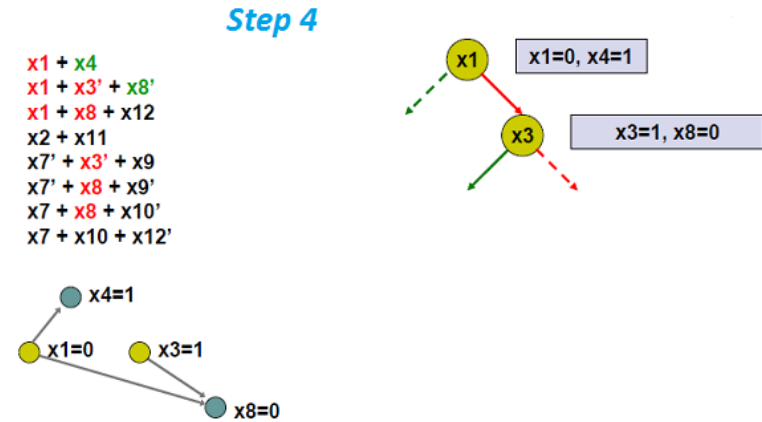 Step 4
x1 + x4
x1 + x3’ + x8’
x1 + x8 + x12
x2 + x11
x7’ + x3’ + x9
x7’ + x8 + x9’
x7 + x8 + x10’
x7 + x10 + x12’
x1
x1=0, x4=1
x3
x3=1, x8=0
x4=1
x1=0
x3=1
x8=0